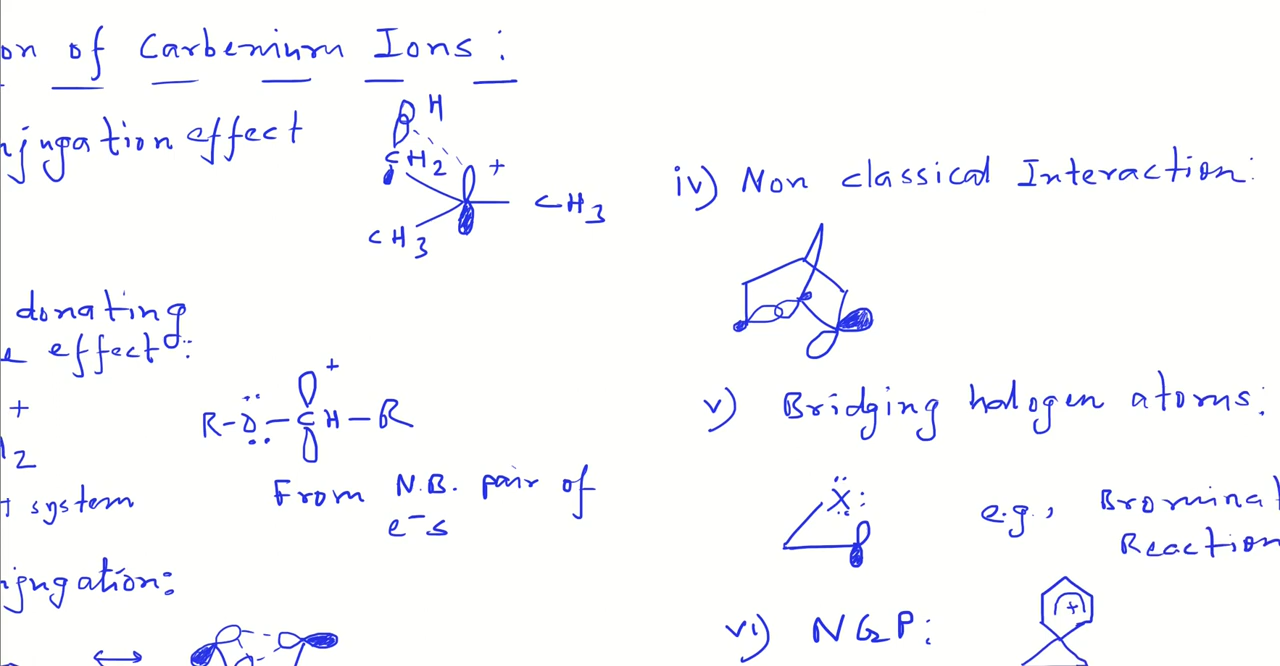 on of Carbenium Ions:
njugation effect
H
CH2
+
CH3
CH3
donating
effect:
+
2
R-O-CH-R
+
system
From N.B. pair of
e-s
njugation:
iv) Non classical Interaction:
v) Bridging halogen atoms:
X:
e.g., Brominat
Reaction
vi) NGP:
+